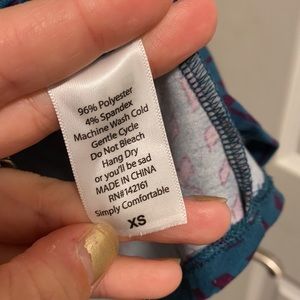 96% Polyester
4% Spandex
Machine Wash Cold
Gentle Cycle
Do Not Bleach
Hang Dry
or you'll be sad
MADE IN CHINA
RN#142161
Simply Comfortable
XS